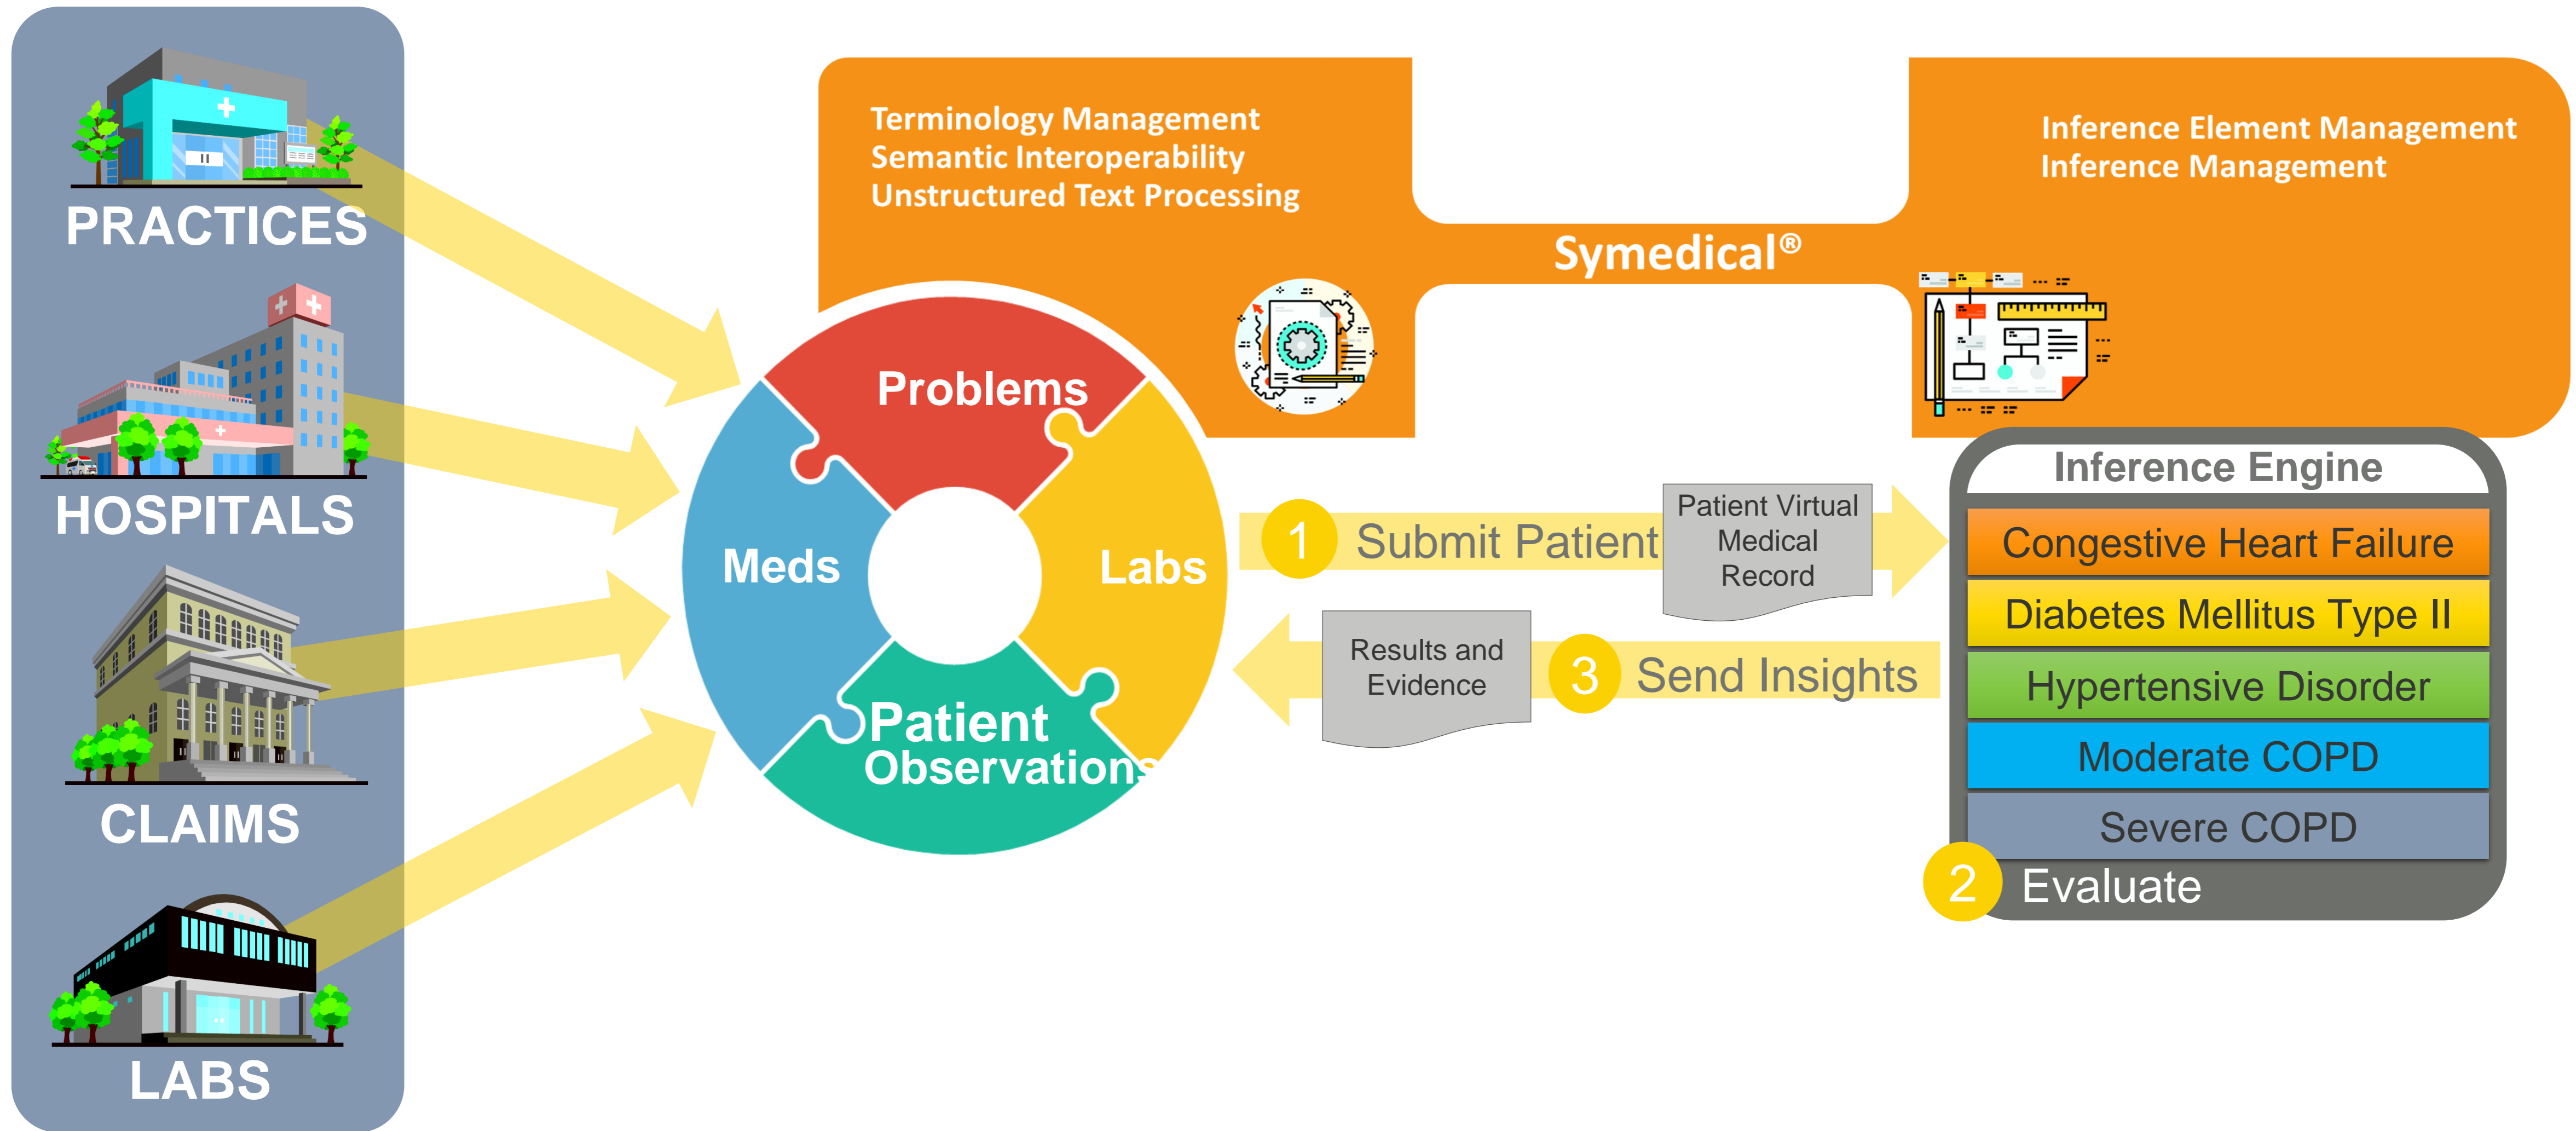 PRACTICES
HOSPITALS
CLAIMS
LABS
Terminology Management
Semantic Interoperability
Unstructured Text Processing
Symedical®
Inference Element Management
Inference Management
Problems
Meds
Labs
Patient
Observations
1 Submit Patient
Patient Virtual
Medical
Record
Results and
Evidence
3 Send Insights
Inference Engine
Congestive Heart Failure
Diabetes Mellitus Type II
Hypertensive Disorder
Moderate COPD
Severe COPD
2 Evaluate